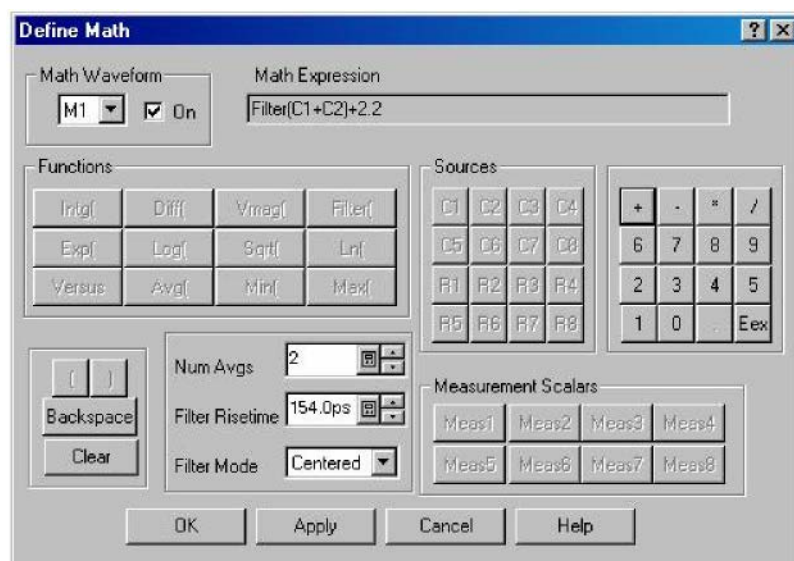 Define Math
Math Waveform
M1
On
Math Expression
Filter(C1+C2)+2.2
Functions
Intg( Diff( Vmag( Filter(
Exp( Log( Sqrt( Ln(
Versus Avg( Min( Max(
Sources
C1 C2 C3 C4
C5 C6 C7 C8
R1 R2 R3 R4
R5 R6 R7 R8
+ - * /
6 7 8 9
2 3 4 5
1 0 . Eex
( )
Backspace
Clear
Num Avgs 2
Filter Risetime 154.0ps
Filter Mode Centered
Measurement Scalars
Meas1 Meas2 Meas3 Meas4
Meas5 Meas6 Meas7 Meas8
OK Apply Cancel Help